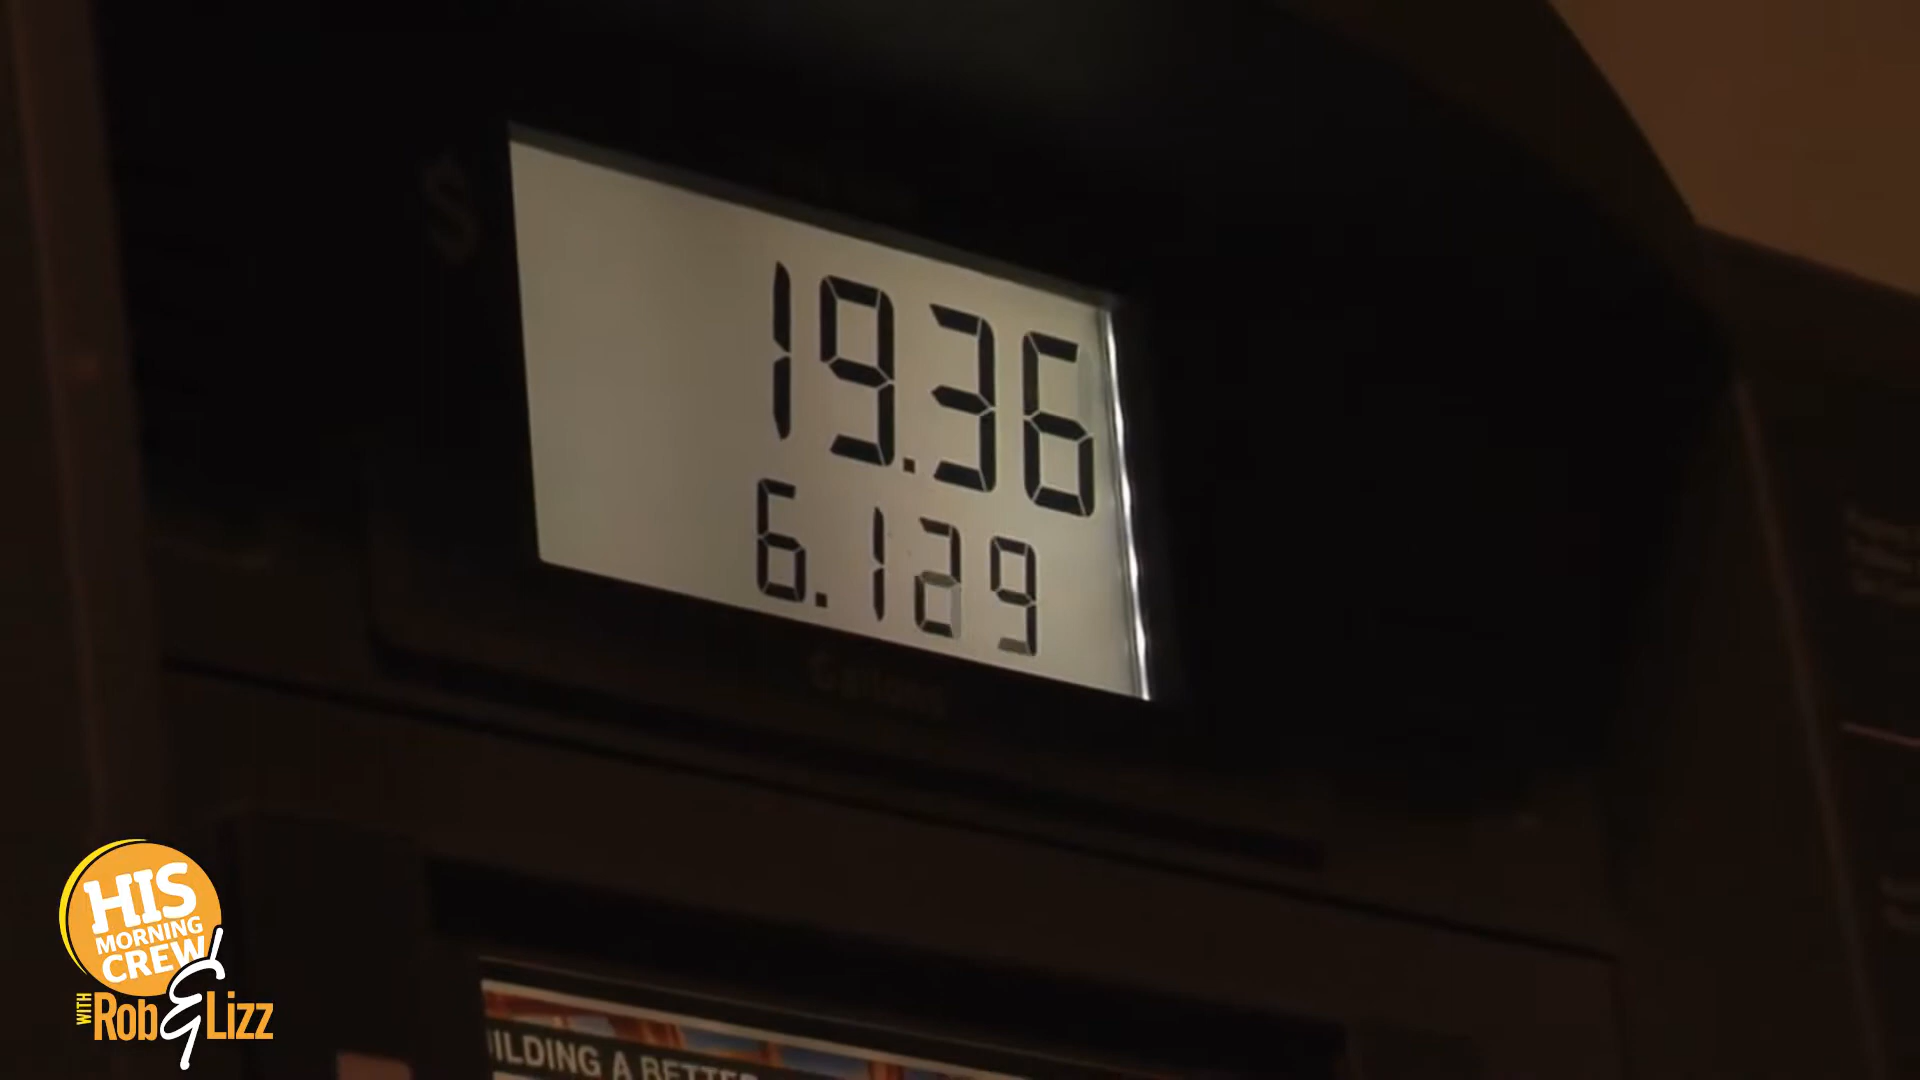 $
19.36
6.129
Gallons
HIS
MORNING
CREW
WITH Rob & Lizz
ILDING A BETTER